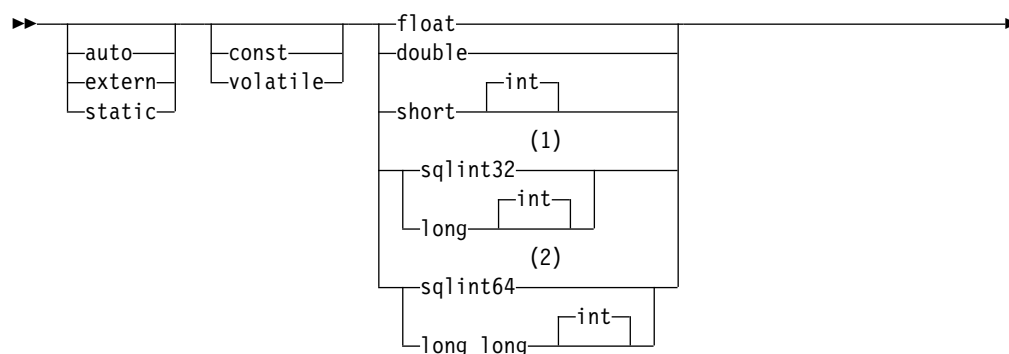 float
auto const double
extern volatile
int
static short
(1)
sqlint32
int
long
(2)
sqlint64
int
long long